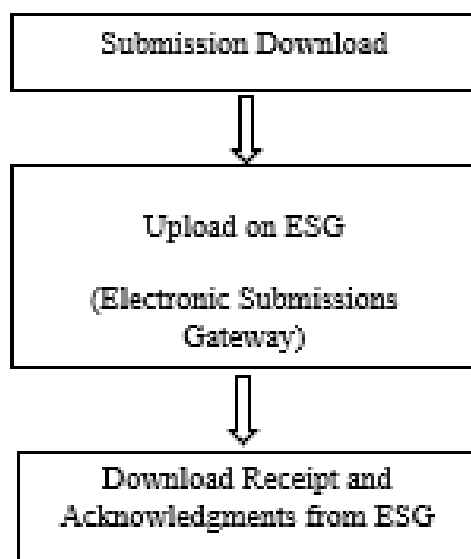 Submission Download
Upload on ESG
(Electronic Submissions
Gateway)
Download Receipt and
Acknowledgments from ESG